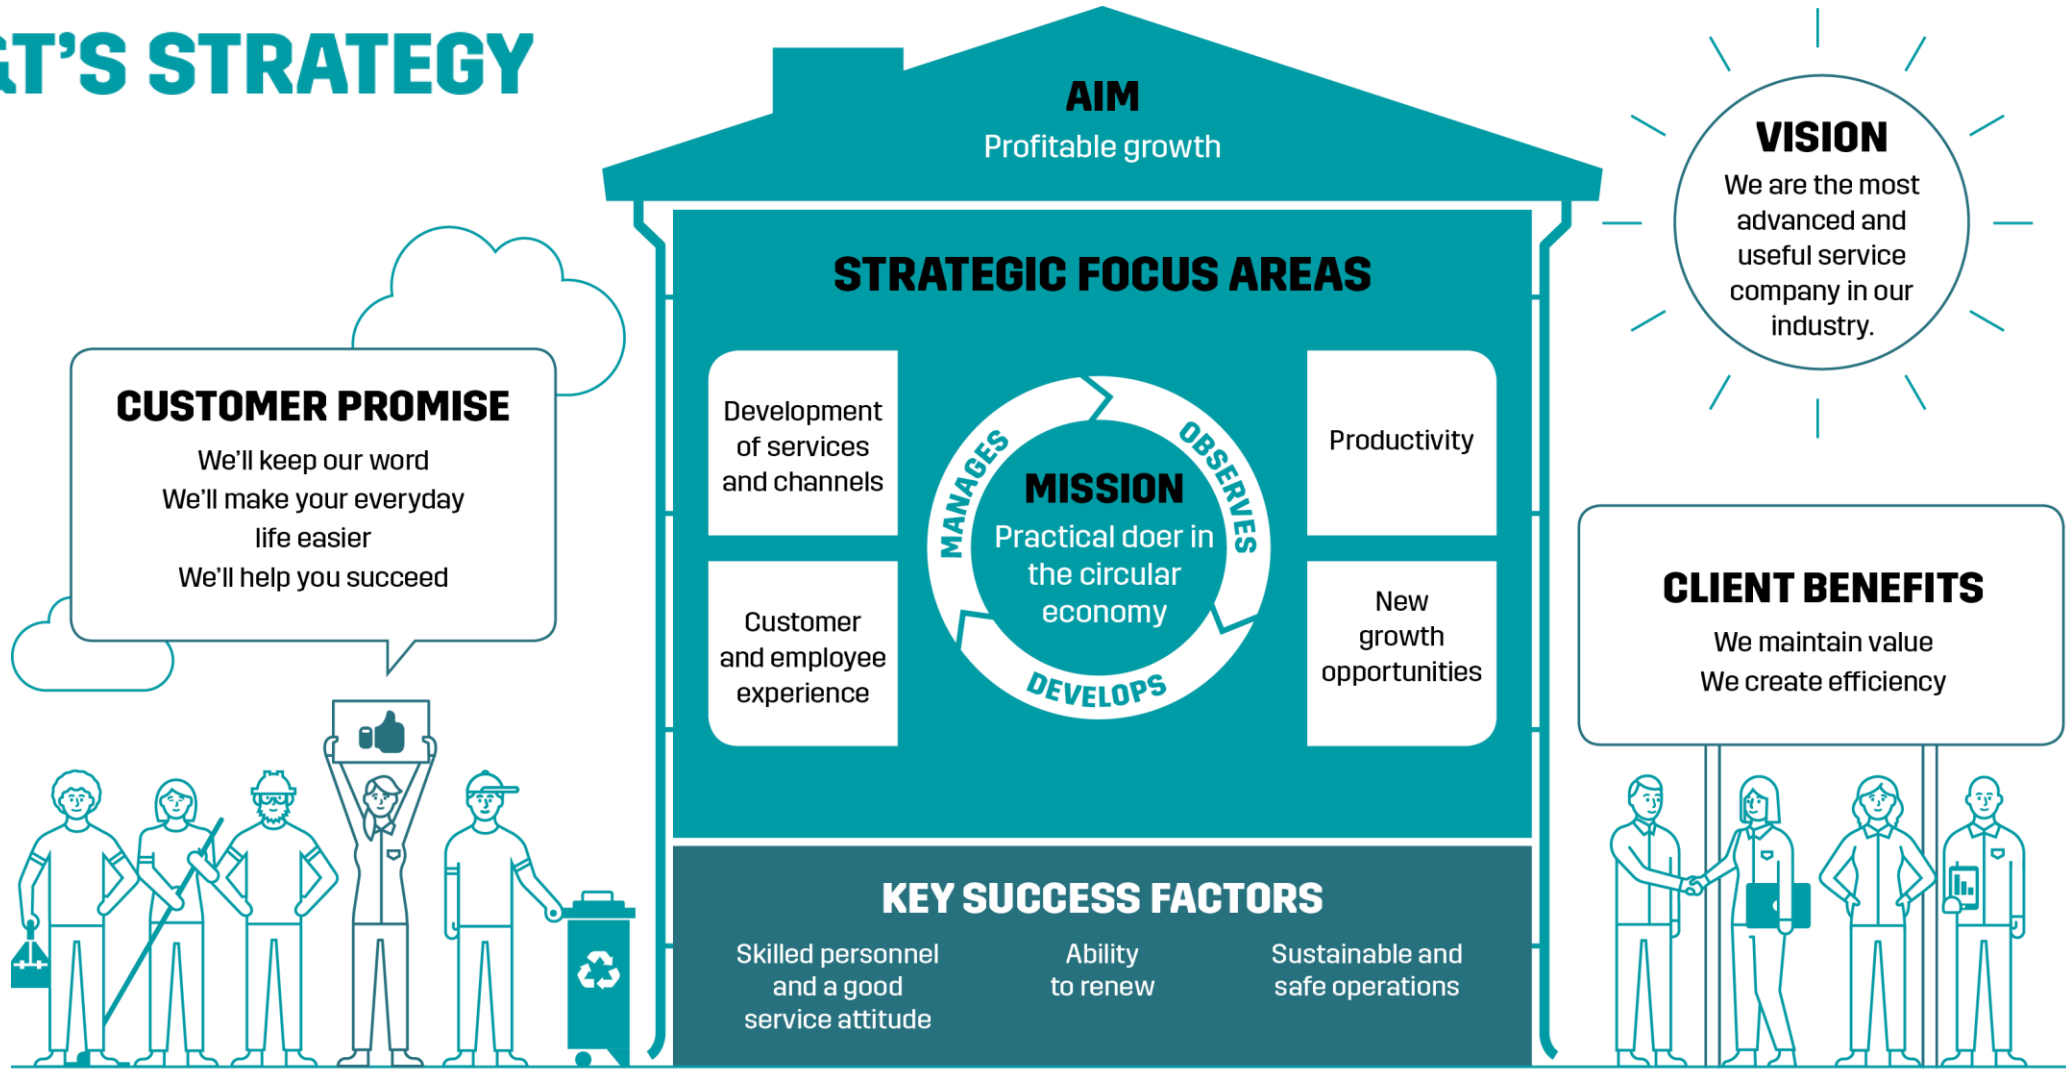 &T'S STRATEGY
AIM
Profitable growth
VISION
We are the most
advanced and
useful service
company in our
industry.
STRATEGIC FOCUS AREAS
CUSTOMER PROMISE
We'll keep our word
We'll make your everyday
life easier
We'll help you succeed
Development
of services
and channels
Customer
and employee
experience
MANAGES
OBSERVES
DEVELOPS
MISSION
Practical doer in
the circular
economy
Productivity
New
growth
opportunities
CLIENT BENEFITS
We maintain value
We create efficiency
KEY SUCCESS FACTORS
Skilled personnel
and a good
service attitude
Ability
to renew
Sustainable and
safe operations